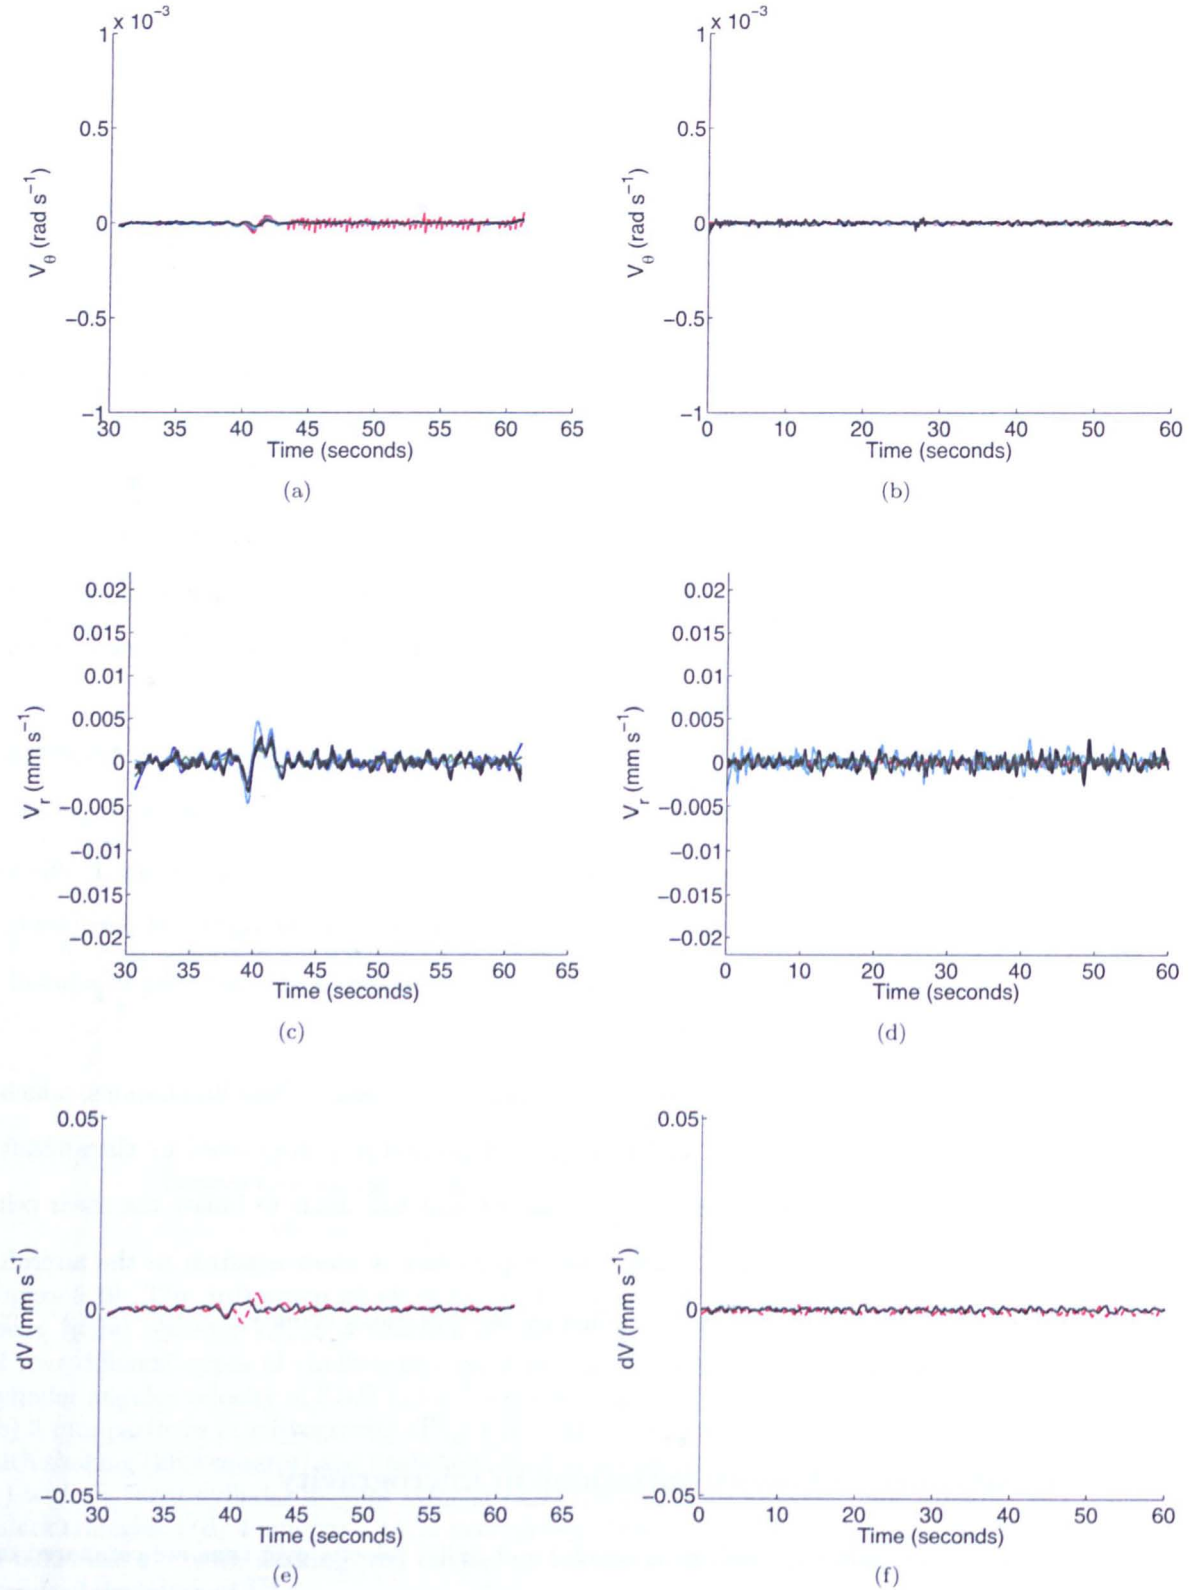 1 x 10⁻³
0.5
0
−0.5
−1
V_θ (rad s⁻¹)
30 35 40 45 50 55 60 65
Time (seconds)
(a)
1 x 10⁻³
0.5
0
−0.5
−1
V_θ (rad s⁻¹)
0 10 20 30 40 50 60
Time (seconds)
(b)
0.02
0.015
0.01
0.005
0
−0.005
−0.01
−0.015
−0.02
V_r (mm s⁻¹)
30 35 40 45 50 55 60 65
Time (seconds)
(c)
0.02
0.015
0.01
0.005
0
−0.005
−0.01
−0.015
−0.02
V_r (mm s⁻¹)
0 10 20 30 40 50 60
Time (seconds)
(d)
0.05
0
−0.05
dV (mm s⁻¹)
30 35 40 45 50 55 60 65
Time (seconds)
(e)
0.05
0
−0.05
dV (mm s⁻¹)
0 10 20 30 40 50 60
Time (seconds)
(f)